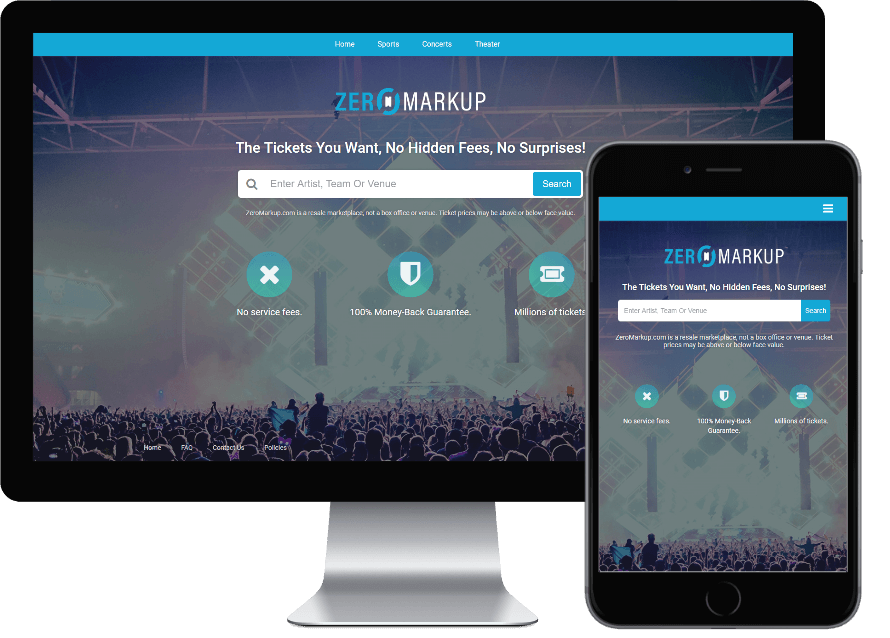 Home Sports Concerts Theater
ZERO MARKUP
The Tickets You Want, No Hidden Fees, No Surprises!
Enter Artist, Team Or Venue Search
ZeroMarkup.com is a resale marketplace, not a box office or venue. Ticket prices may be above or below face value.
No service fees. 100% Money-Back Guarantee. Millions of tickets
Home FAQ Contact Us Policies
ZERO MARKUP
The Tickets You Want, No Hidden Fees, No Surprises!
Enter Artist, Team Or Venue Search
ZeroMarkup.com is a resale marketplace, not a box office or venue. Ticket
prices may be above or below face value.
No service fees. 100% Money-Back Millions of tickets.
Guarantee.